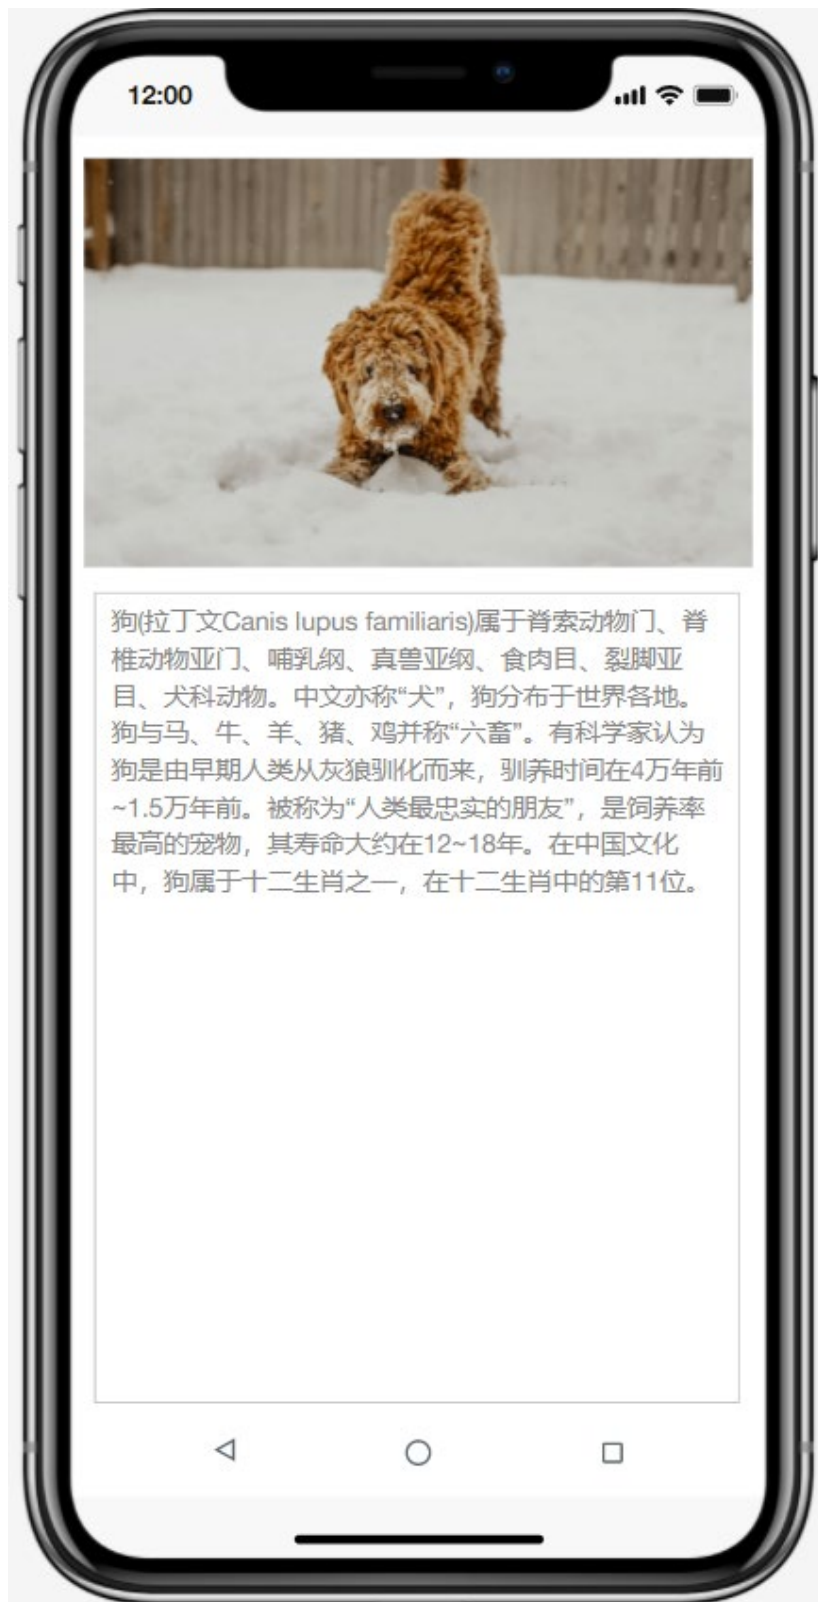 12:00
狗(拉丁文Canis lupus familiaris)属于脊索动物门、脊
椎动物亚门、哺乳纲、真兽亚纲、食肉目、裂脚亚
目、犬科动物。中文亦称“犬”，狗分布于世界各地。
狗与马、牛、羊、猪、鸡并称“六畜”。有科学家认为
狗是由早期人类从灰狼驯化而来，驯养时间在4万年前
~1.5万年前。被称为“人类最忠实的朋友”，是饲养率
最高的宠物，其寿命大约在12~18年。在中国文化
中，狗属于十二生肖之一，在十二生肖中的第11位。